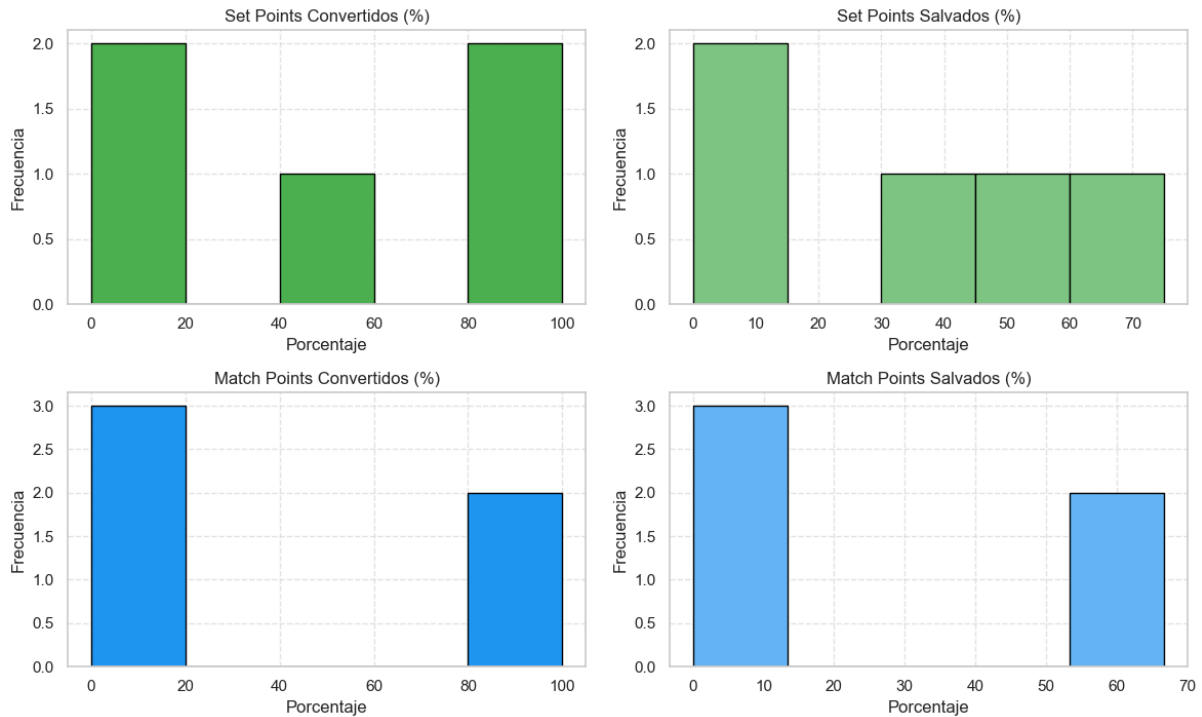 Set Points Convertidos (%)
2.0
1.5
1.0
0.5
0.0
Frecuencia
0 20 40 60 80 100
Porcentaje
Set Points Salvados (%)
2.0
1.5
1.0
0.5
0.0
Frecuencia
0 10 20 30 40 50 60 70
Porcentaje
Match Points Convertidos (%)
3.0
2.5
2.0
1.5
1.0
0.5
0.0
Frecuencia
0 20 40 60 80 100
Porcentaje
Match Points Salvados (%)
3.0
2.5
2.0
1.5
1.0
0.5
0.0
Frecuencia
0 10 20 30 40 50 60 70
Porcentaje